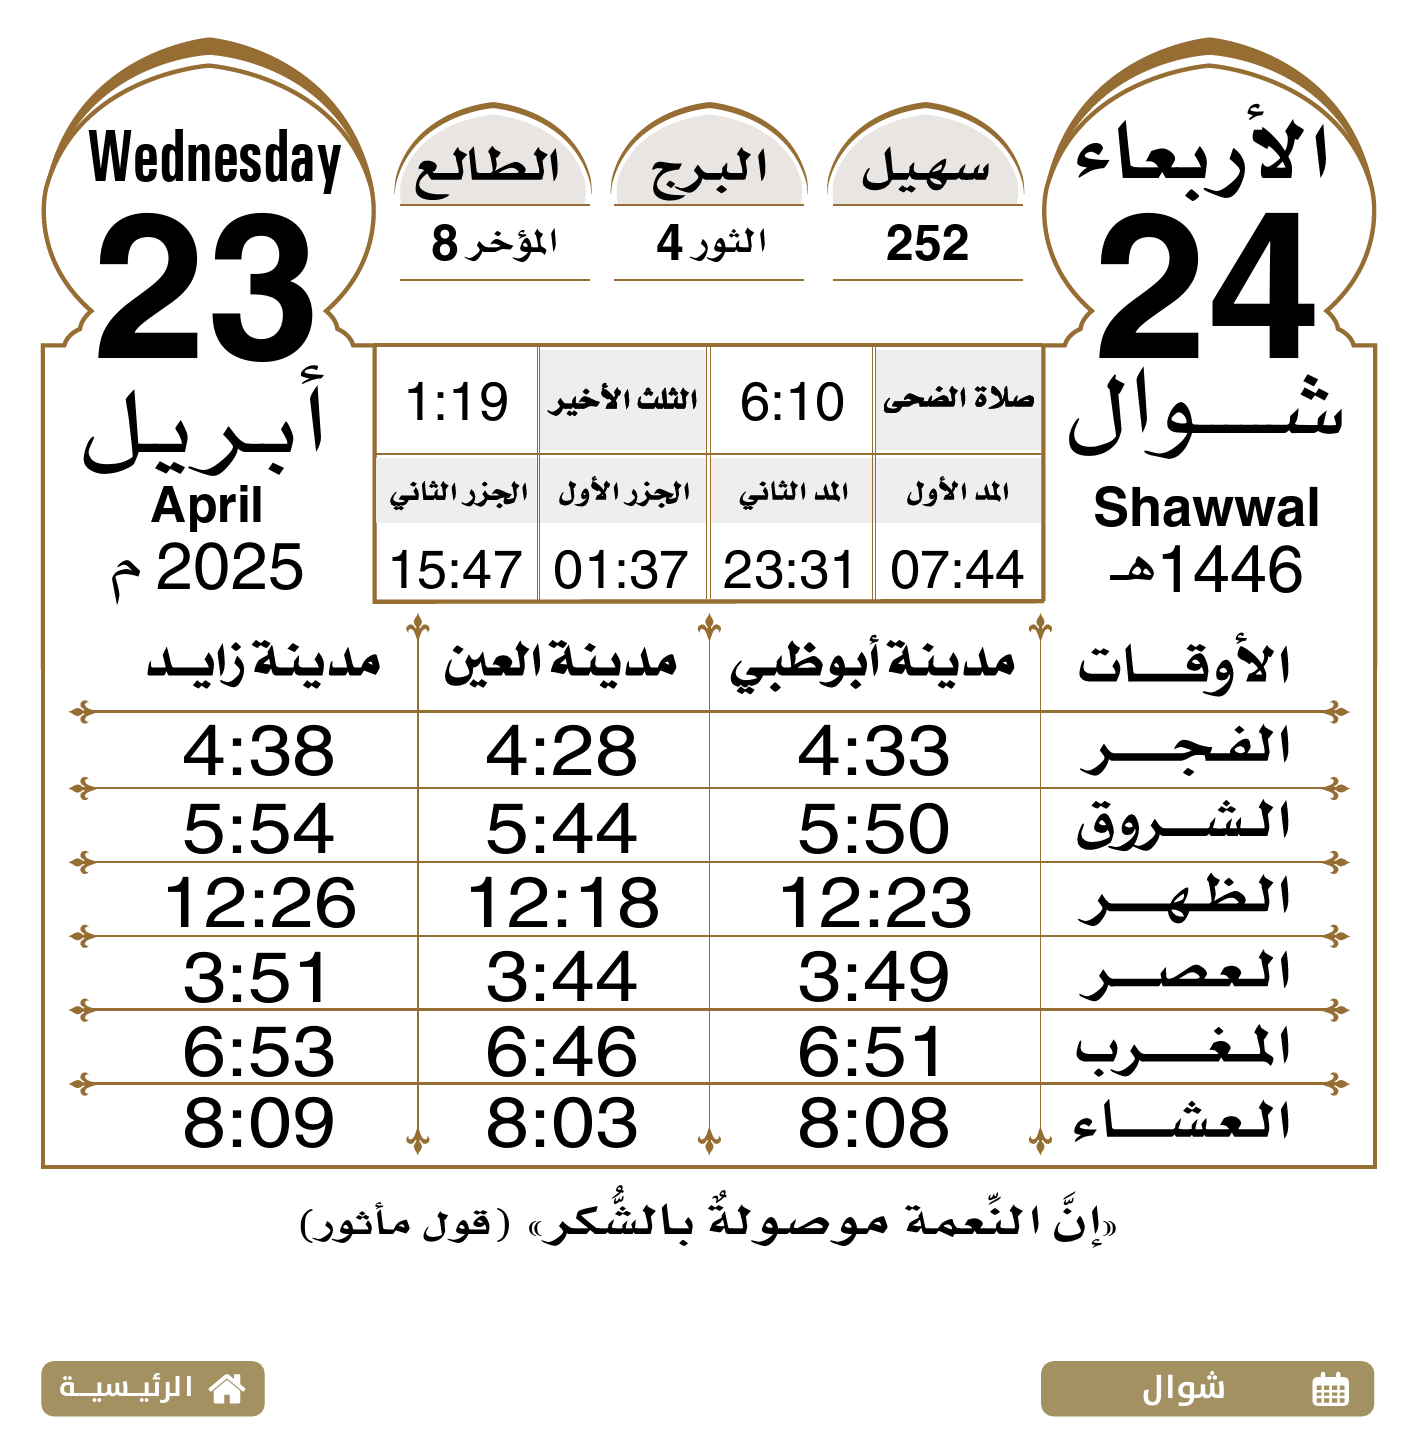 الأربعاء
24
شــوال
Shawwal
1446هـ
سهيل
252
البرج
الثور 4
الطالع
المؤخر 8
Wednesday
23
أبريل
April
2025 م
صلاة الضحى 6:10 الثلث الأخير 1:19
المد الأول المد الثاني الجزر الأول الجزر الثاني
07:44 23:31 01:37 15:47
الأوقــات مدينة أبوظبي مدينة العين مدينة زايــد
الفجـــر 4:33 4:28 4:38
الشـــروق 5:50 5:44 5:54
الظهـــر 12:23 12:18 12:26
العصـــر 3:49 3:44 3:51
المغـــرب 6:51 6:46 6:53
العشـــاء 8:08 8:03 8:09
«إنَّ النِّعمة موصولةٌ بالشُّكر» (قول مأثور)
شوال
الرئيــسيــة